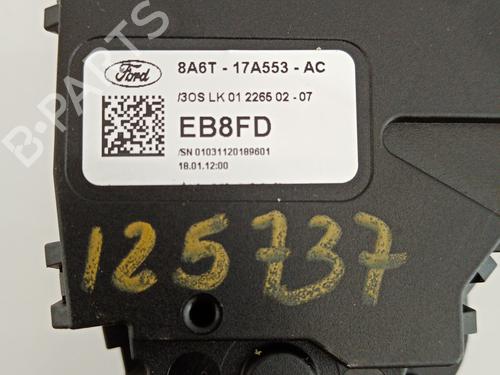 B-PARTS
Ford
8A6T - 17A553 - AC
/3OS LK 01 2265 02 - 07
EB8FD
/SN 01031120189601
18.01.12:00
125737